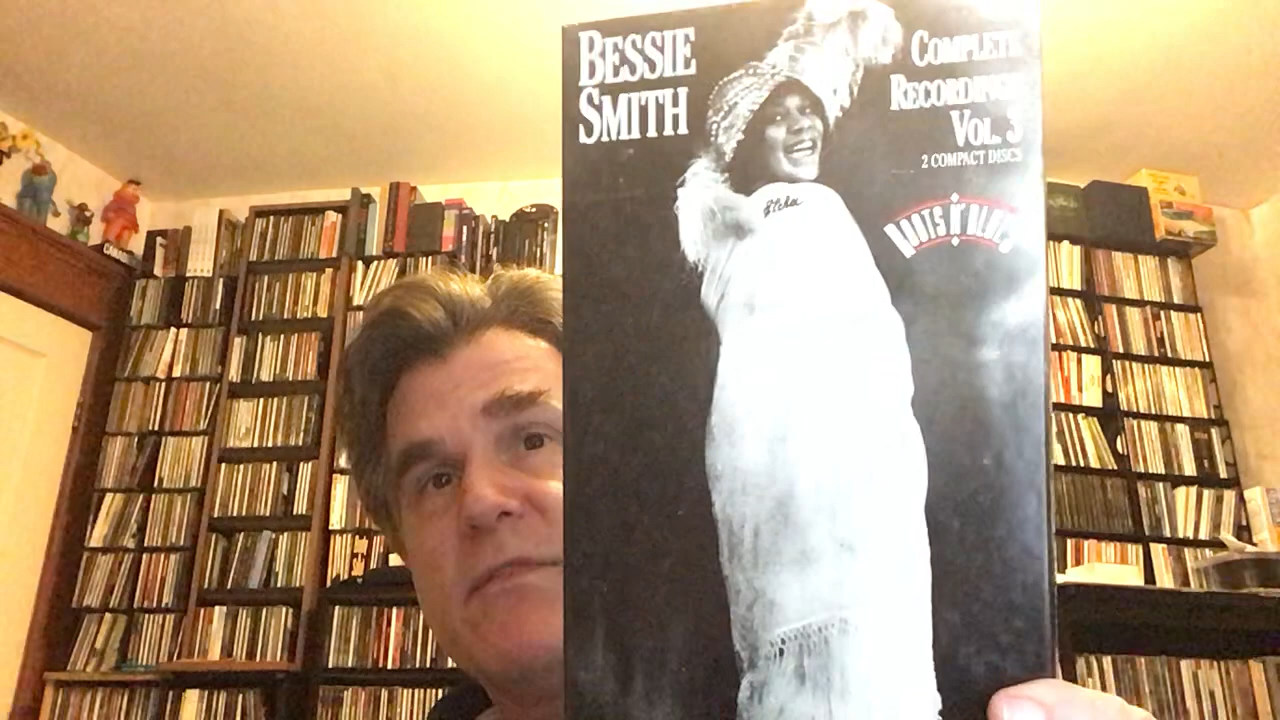 BESSIE
SMITH
COMPLETE
RECORDINGS
VOL. 3
2 COMPACT DISCS
ROOTS N' BLUES